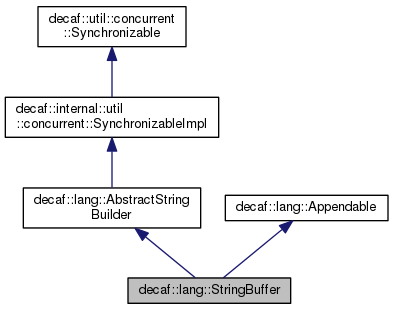 decaf::util::concurrent
::Synchronizable
decaf::internal::util
::concurrent::SynchronizableImpl
decaf::lang::AbstractString
Builder
decaf::lang::Appendable
decaf::lang::StringBuffer